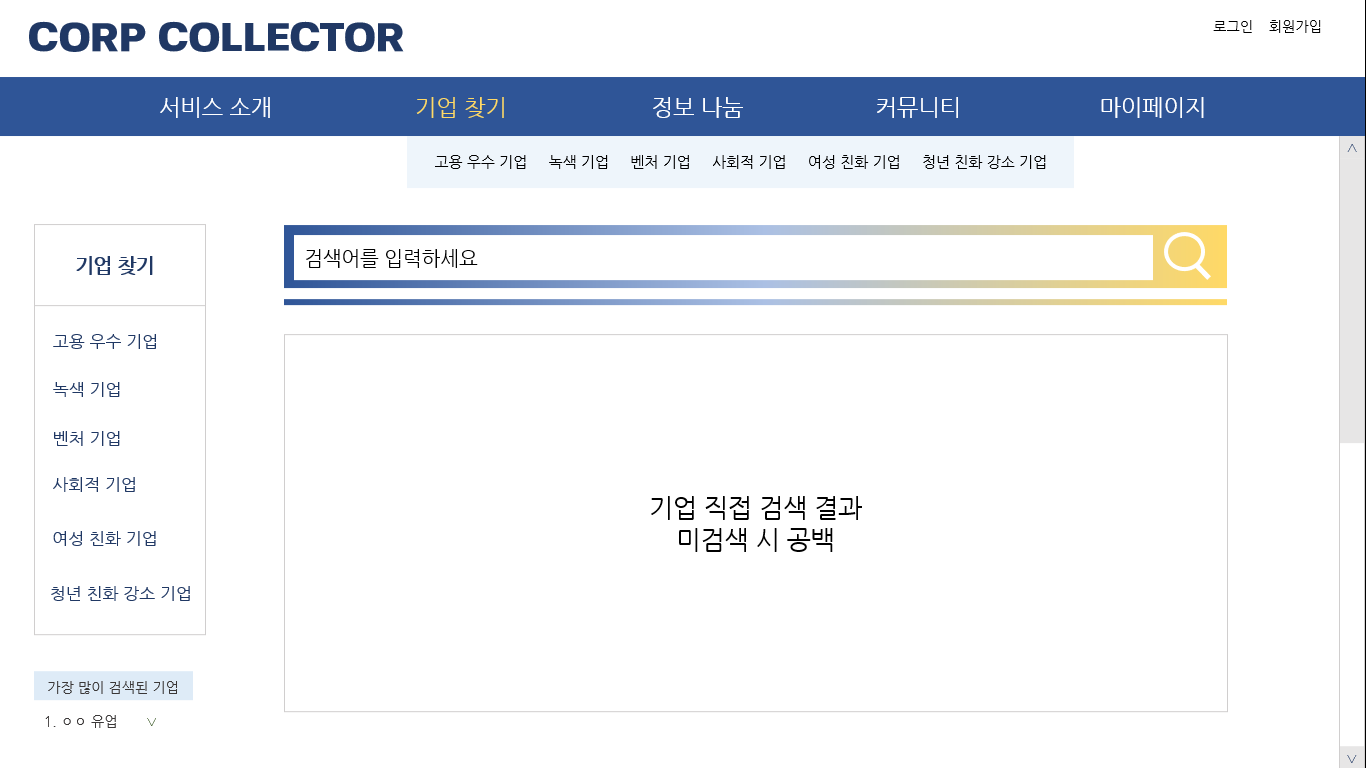 CORP COLLECTOR
로그인 회원가입
서비스 소개 기업 찾기 정보 나눔 커뮤니티 마이페이지
고용 우수 기업 녹색 기업 벤처 기업 사회적 기업 여성 친화 기업 청년 친화 강소 기업
기업 찾기
고용 우수 기업
녹색 기업
벤처 기업
사회적 기업
여성 친화 기업
청년 친화 강소 기업
가장 많이 검색된 기업
1. ㅇㅇ 유업
검색어를 입력하세요
기업 직접 검색 결과
미검색 시 공백